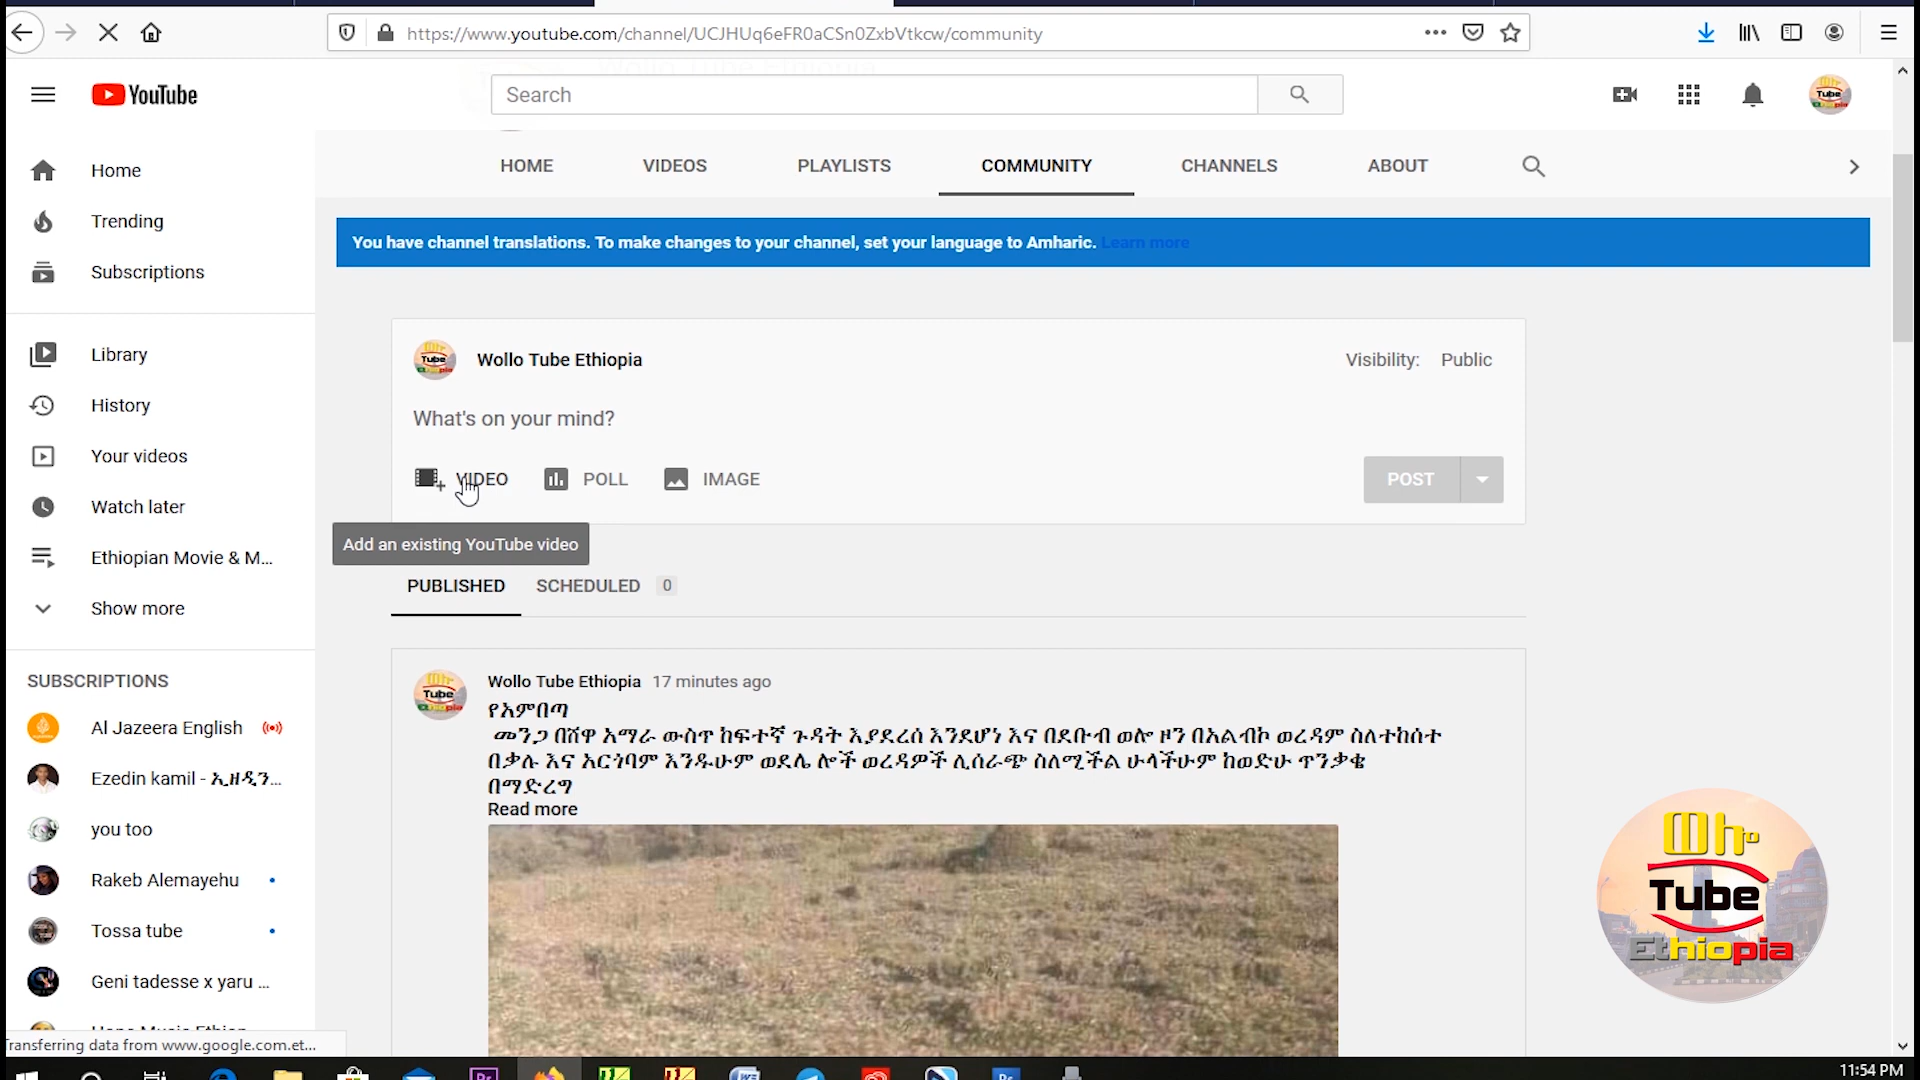 https://www.youtube.com/channel/UCJHUq6eFR0aCSn0ZxbVtkcw/community
YouTube
Search
HOME
VIDEOS
PLAYLISTS
COMMUNITY
CHANNELS
ABOUT
Home
Trending
Subscriptions
Library
History
Your videos
Watch later
Ethiopian Movie & M...
Show more
SUBSCRIPTIONS
Al Jazeera English
Ezedin kamil - ኢዘዲን...
you too
Rakeb Alemayehu
Tossa tube
Geni tadesse x yaru ...
Transferring data from www.google.com.et...
You have channel translations. To make changes to your channel, set your language to Amharic. Learn more
Wollo Tube Ethiopia
Visibility: Public
What's on your mind?
VIDEO
POLL
IMAGE
POST
Add an existing YouTube video
PUBLISHED
SCHEDULED 0
Wollo Tube Ethiopia 17 minutes ago
የአምበጣ
መንጋ በሸዋ አማራ ውስጥ ከፍተኛ ጉዳት እያደረሰ እንደሆነ እና በደቡብ ወሎ ዞን በአልብኮ ወረዳም ስለተከሰተ
በቃሉ እና አርጎባም እንዱሁም ወደሌ ሎች ወረዳዎች ሊሰራጭ ስለሚችል ሁላችሁም ከወድሁ ጥንቃቄ
በማድረግ
Read more
ወሎ
Tube
Ethiopia
11:54 PM